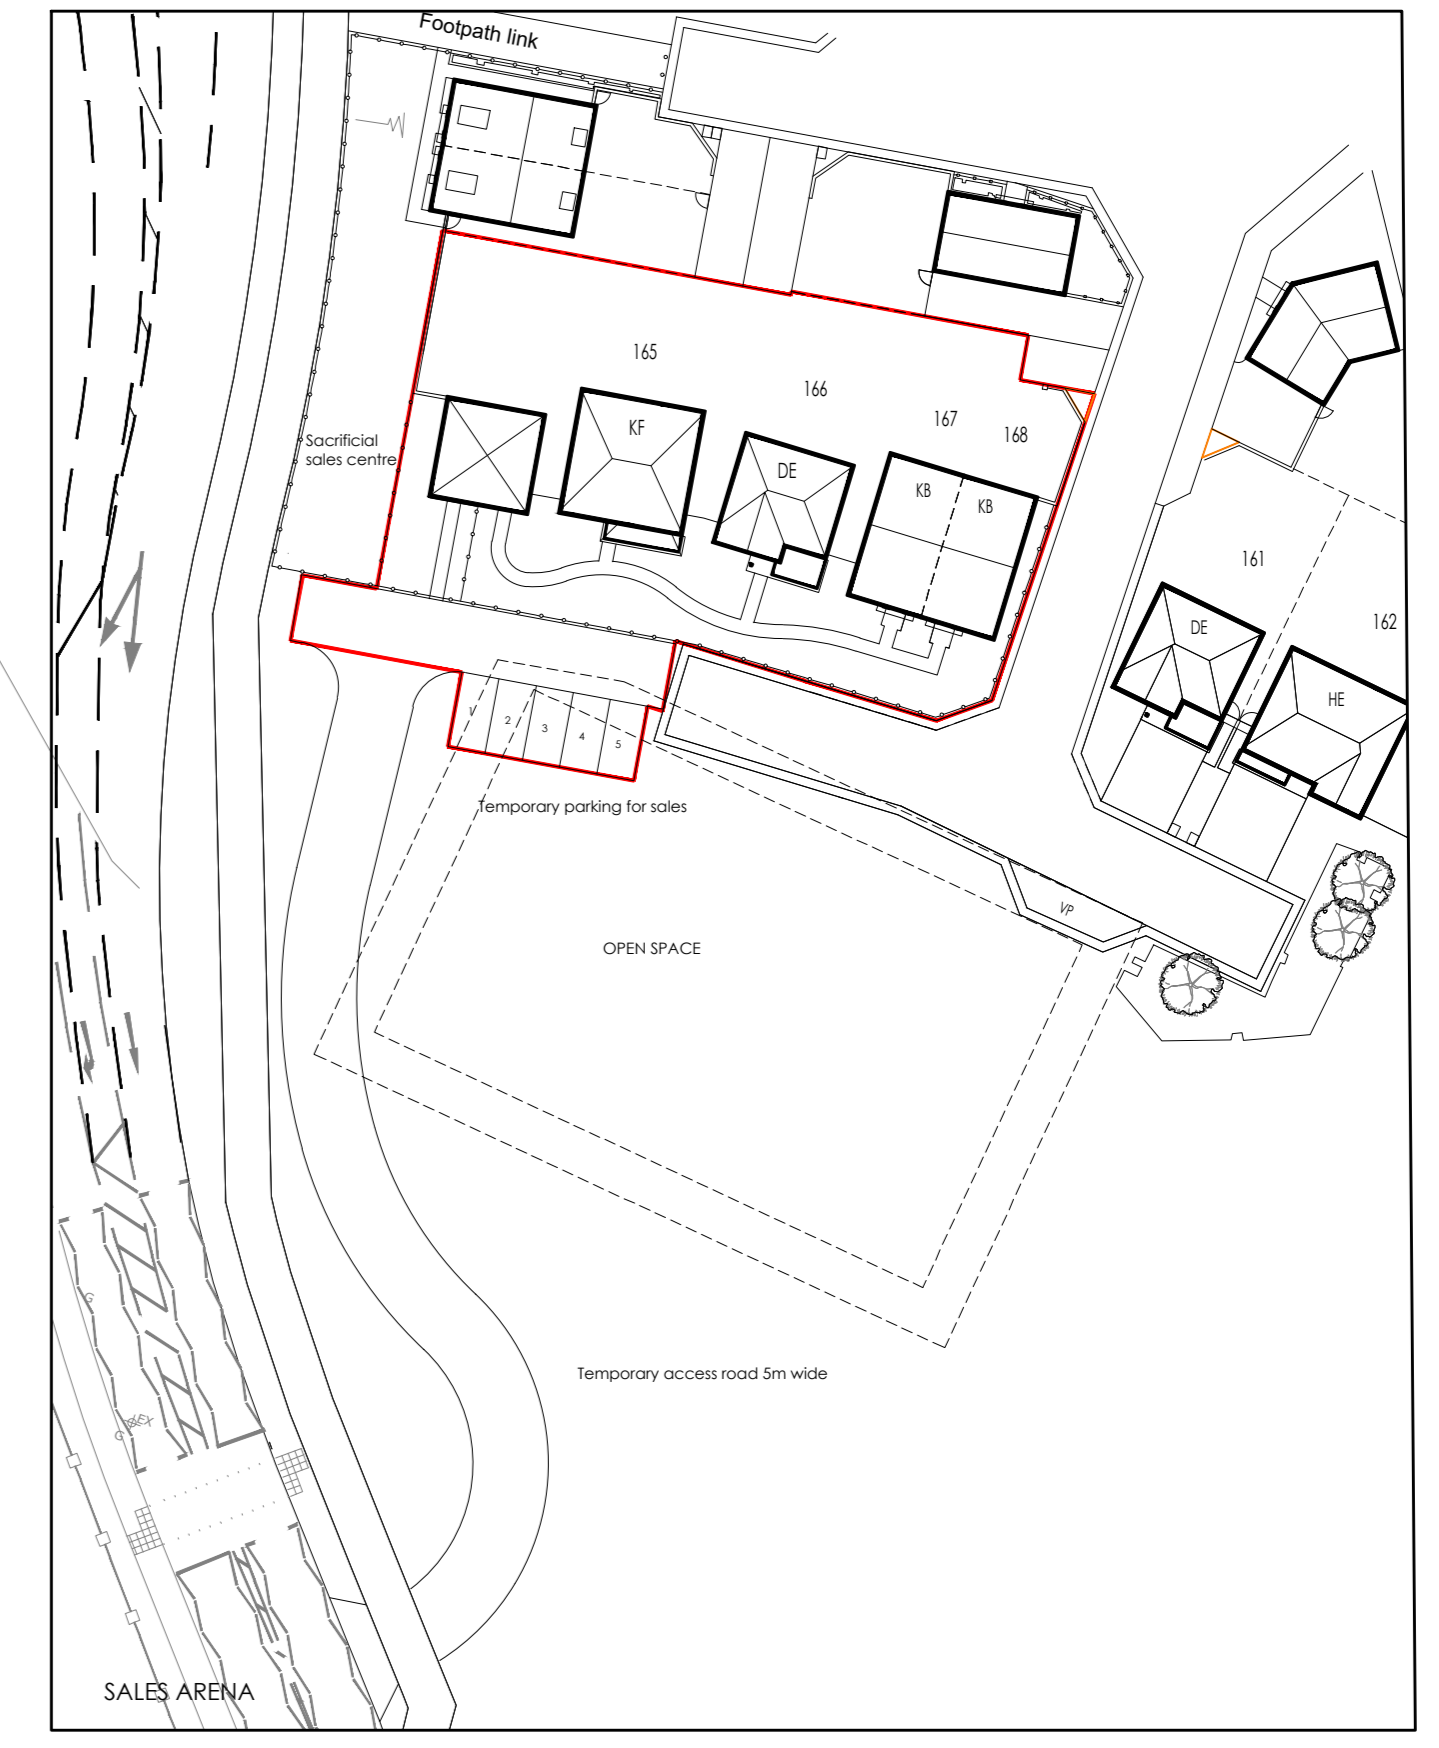 Footpath link
165
166
167
168
Sacrificial
sales centre
KF
DE
KB
KB
161
162
DE
HE
1
2
3
4
5
Temporary parking for sales
VP
OPEN SPACE
G
Temporary access road 5m wide
G
SALES ARENA